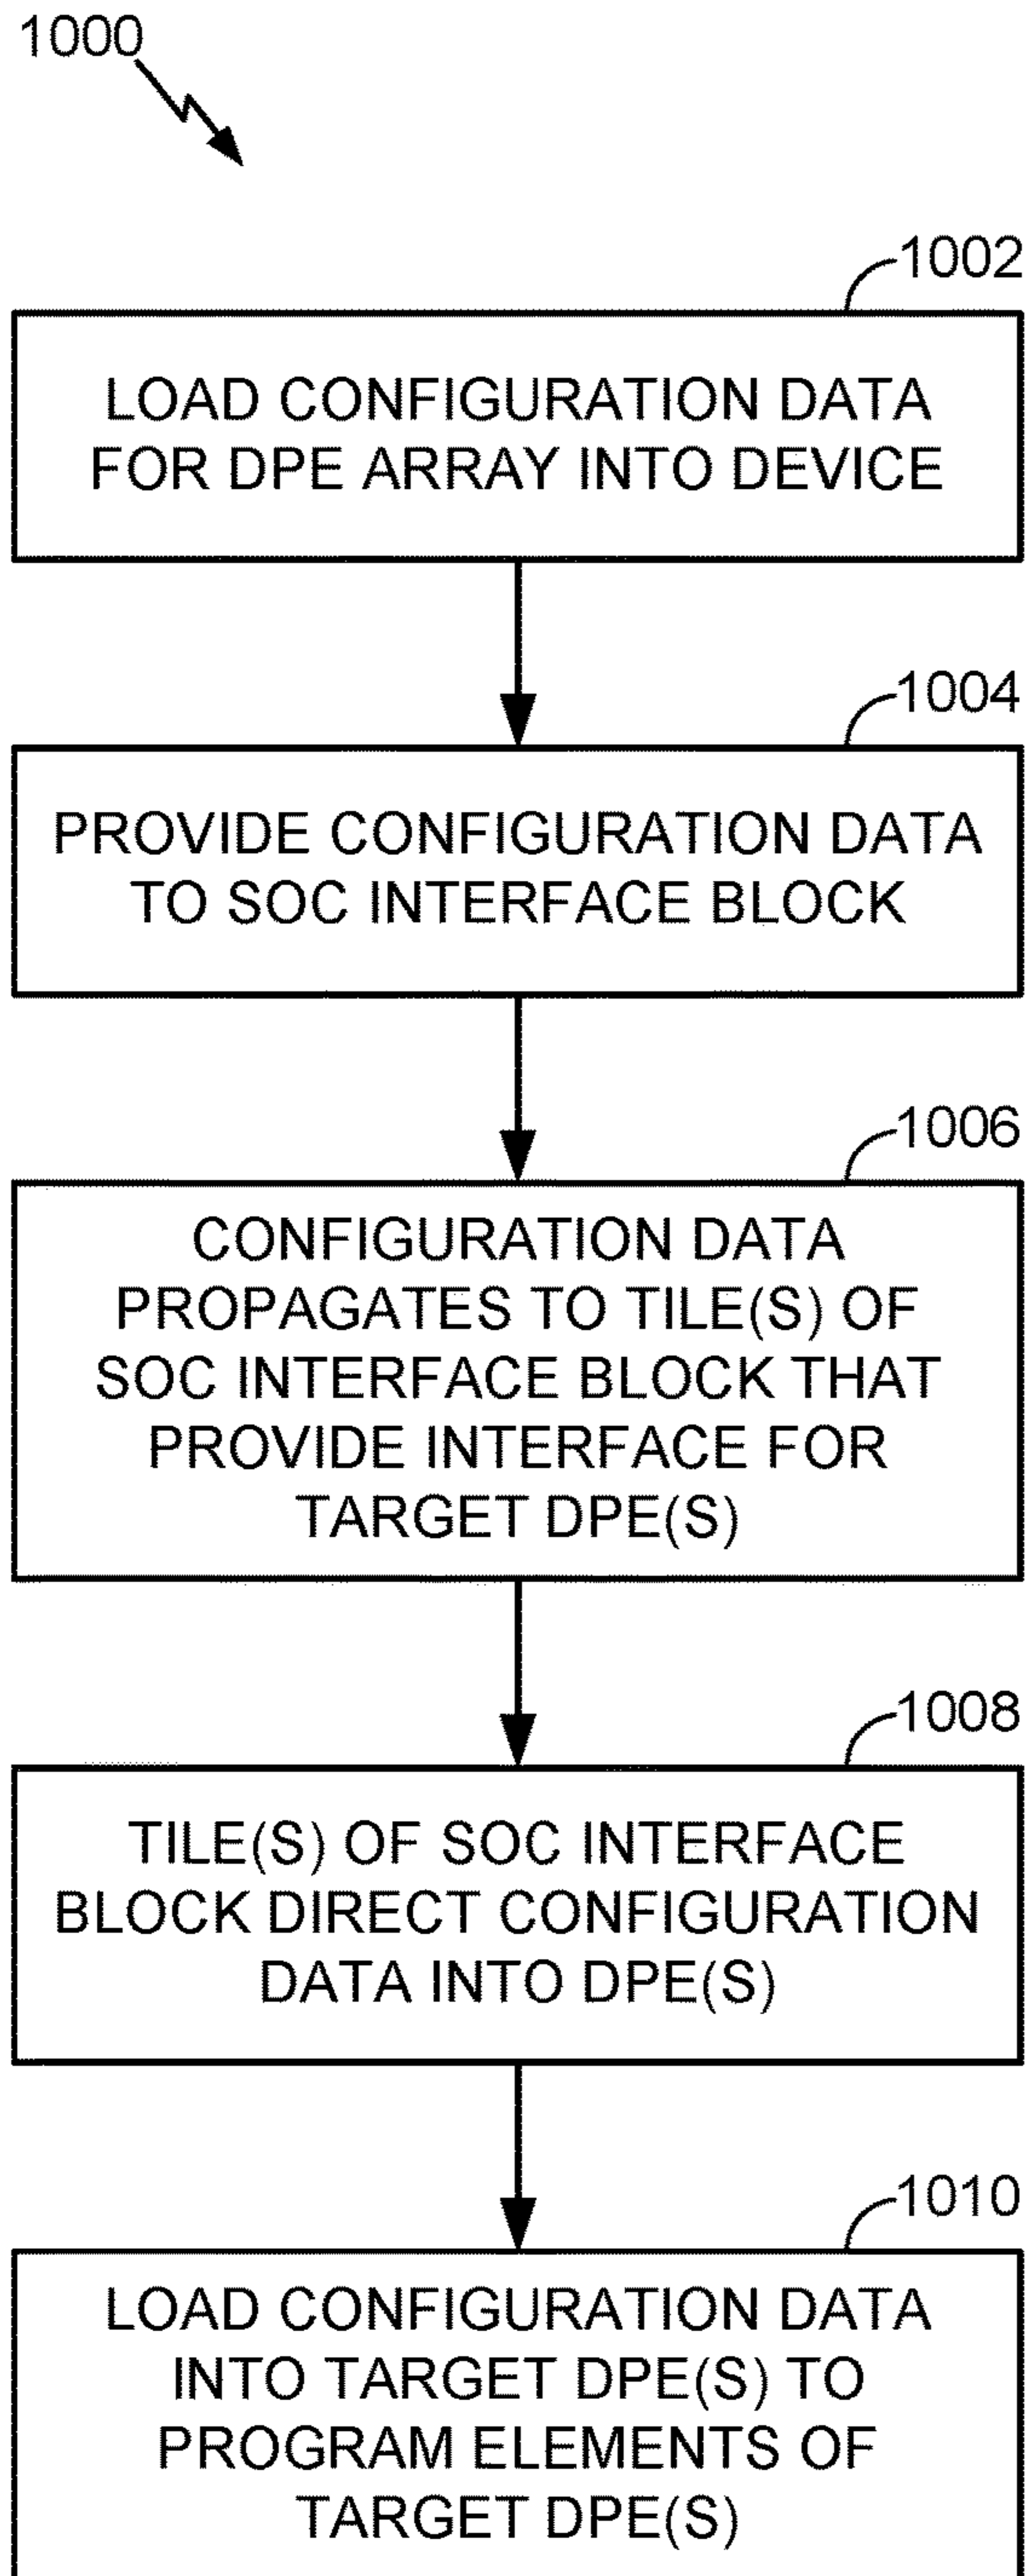 1000
1002
LOAD CONFIGURATION DATA
FOR DPE ARRAY INTO DEVICE
1004
PROVIDE CONFIGURATION DATA
TO SOC INTERFACE BLOCK
1006
CONFIGURATION DATA
PROPAGATES TO TILE(S) OF
SOC INTERFACE BLOCK THAT
PROVIDE INTERFACE FOR
TARGET DPE(S)
1008
TILE(S) OF SOC INTERFACE
BLOCK DIRECT CONFIGURATION
DATA INTO DPE(S)
1010
LOAD CONFIGURATION DATA
INTO TARGET DPE(S) TO
PROGRAM ELEMENTS OF
TARGET DPE(S)